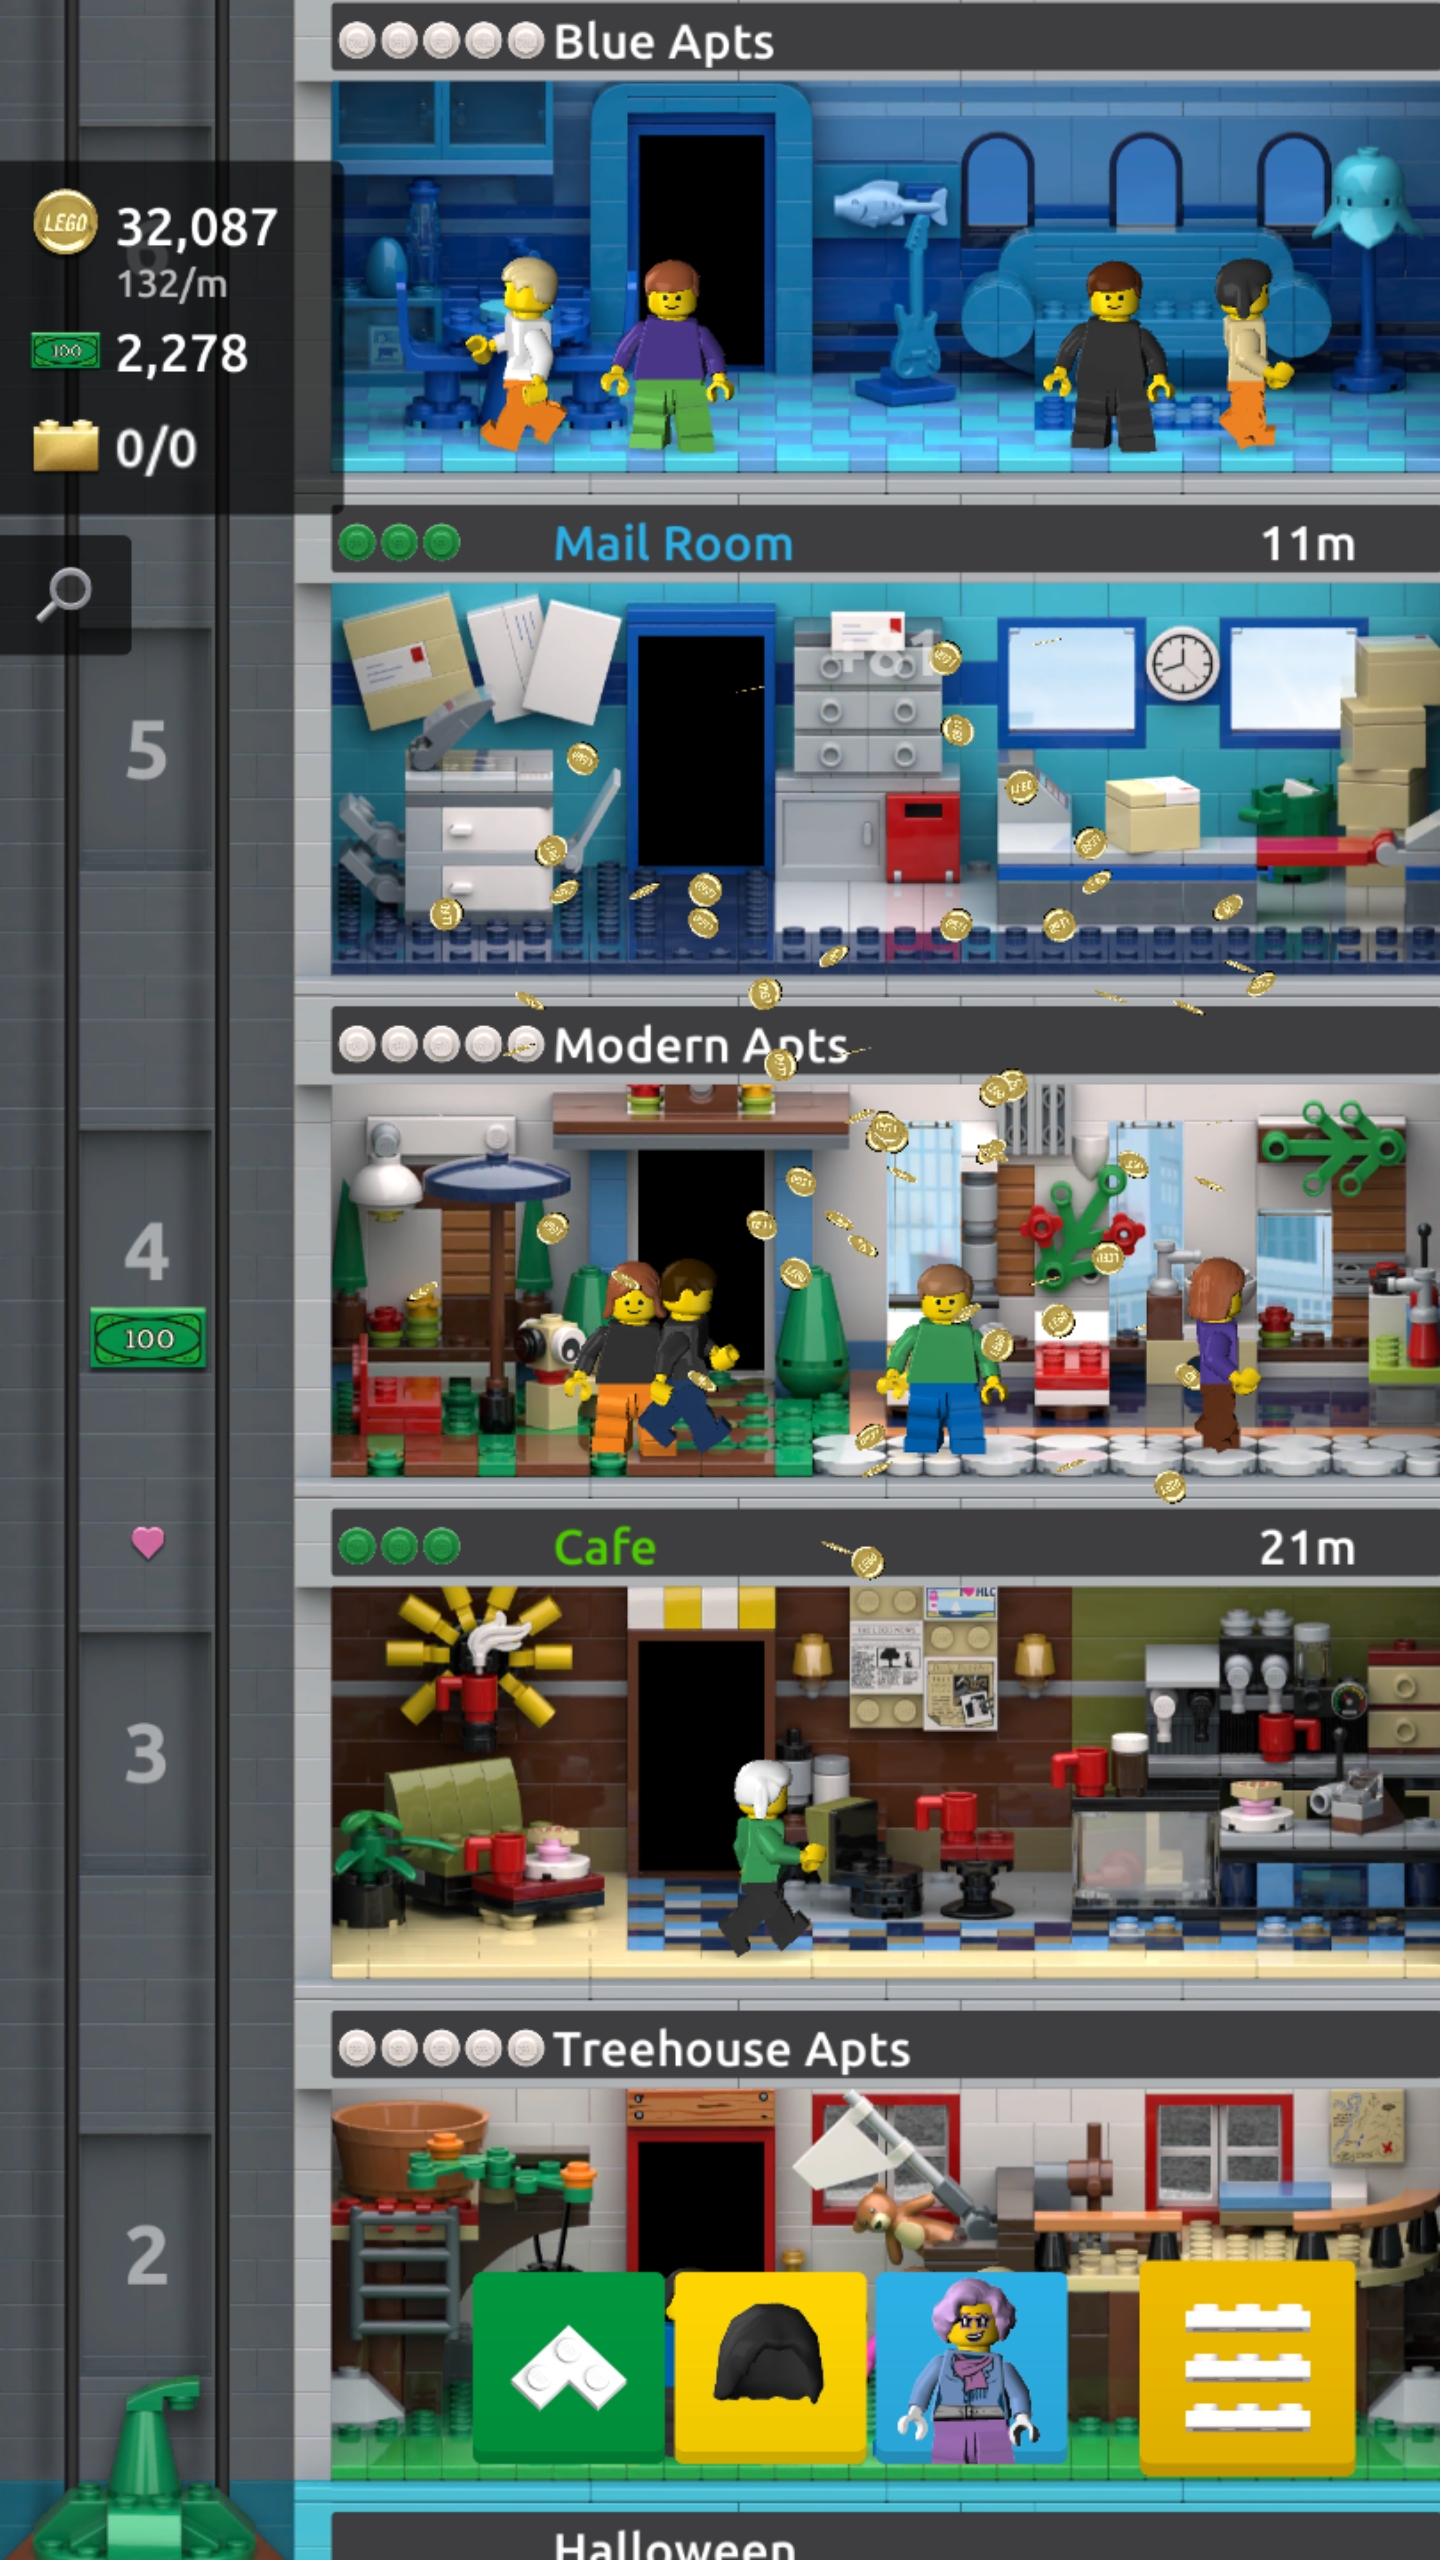 Blue Apts
LEGO 32,087
132/m
100 2,278
0/0
Mail Room 11m
+81
5
Modern Apts
4
100
Cafe 21m
3
Treehouse Apts
2
Halloween